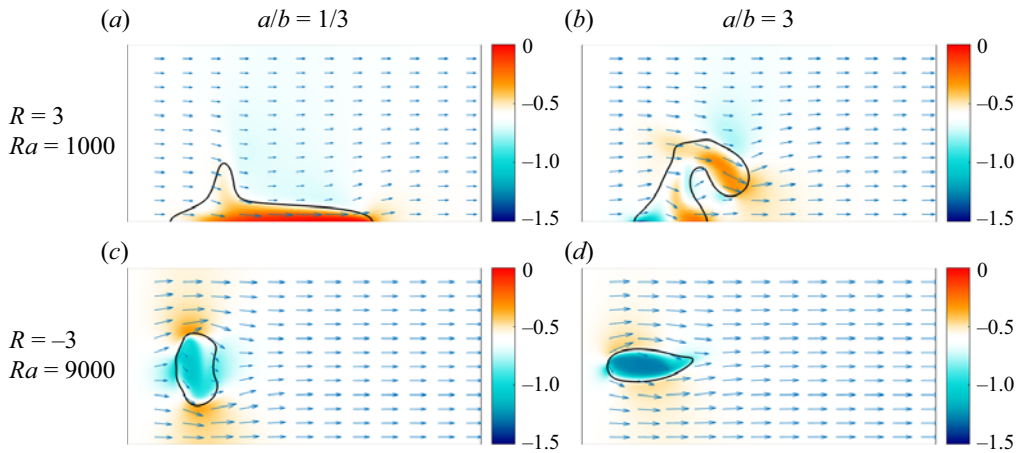 (a) a/b = 1/3 (b) a/b = 3
R = 3
Ra = 1000
0
–0.5
–1.0
–1.5
0
–0.5
–1.0
–1.5
(c) (d)
R = –3
Ra = 9000
0
–0.5
–1.0
–1.5
0
–0.5
–1.0
–1.5